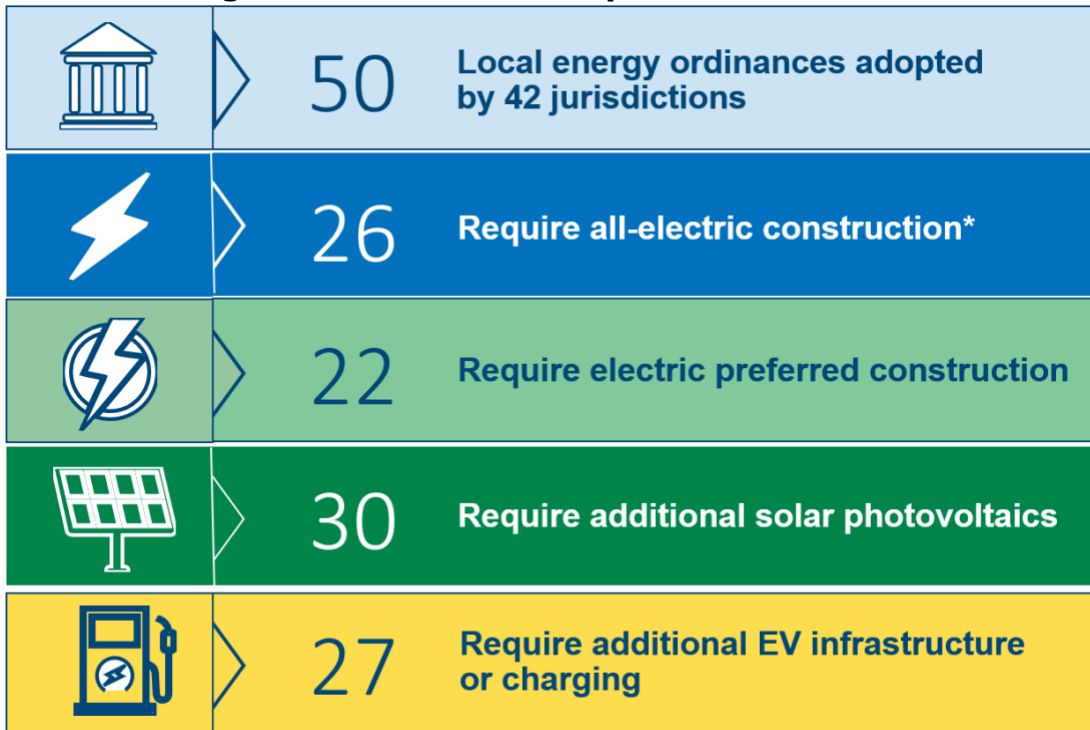 50
Local energy ordinances adopted
by 42 jurisdictions
26
Require all-electric construction*
22
Require electric preferred construction
30
Require additional solar photovoltaics
27
Require additional EV infrastructure
or charging